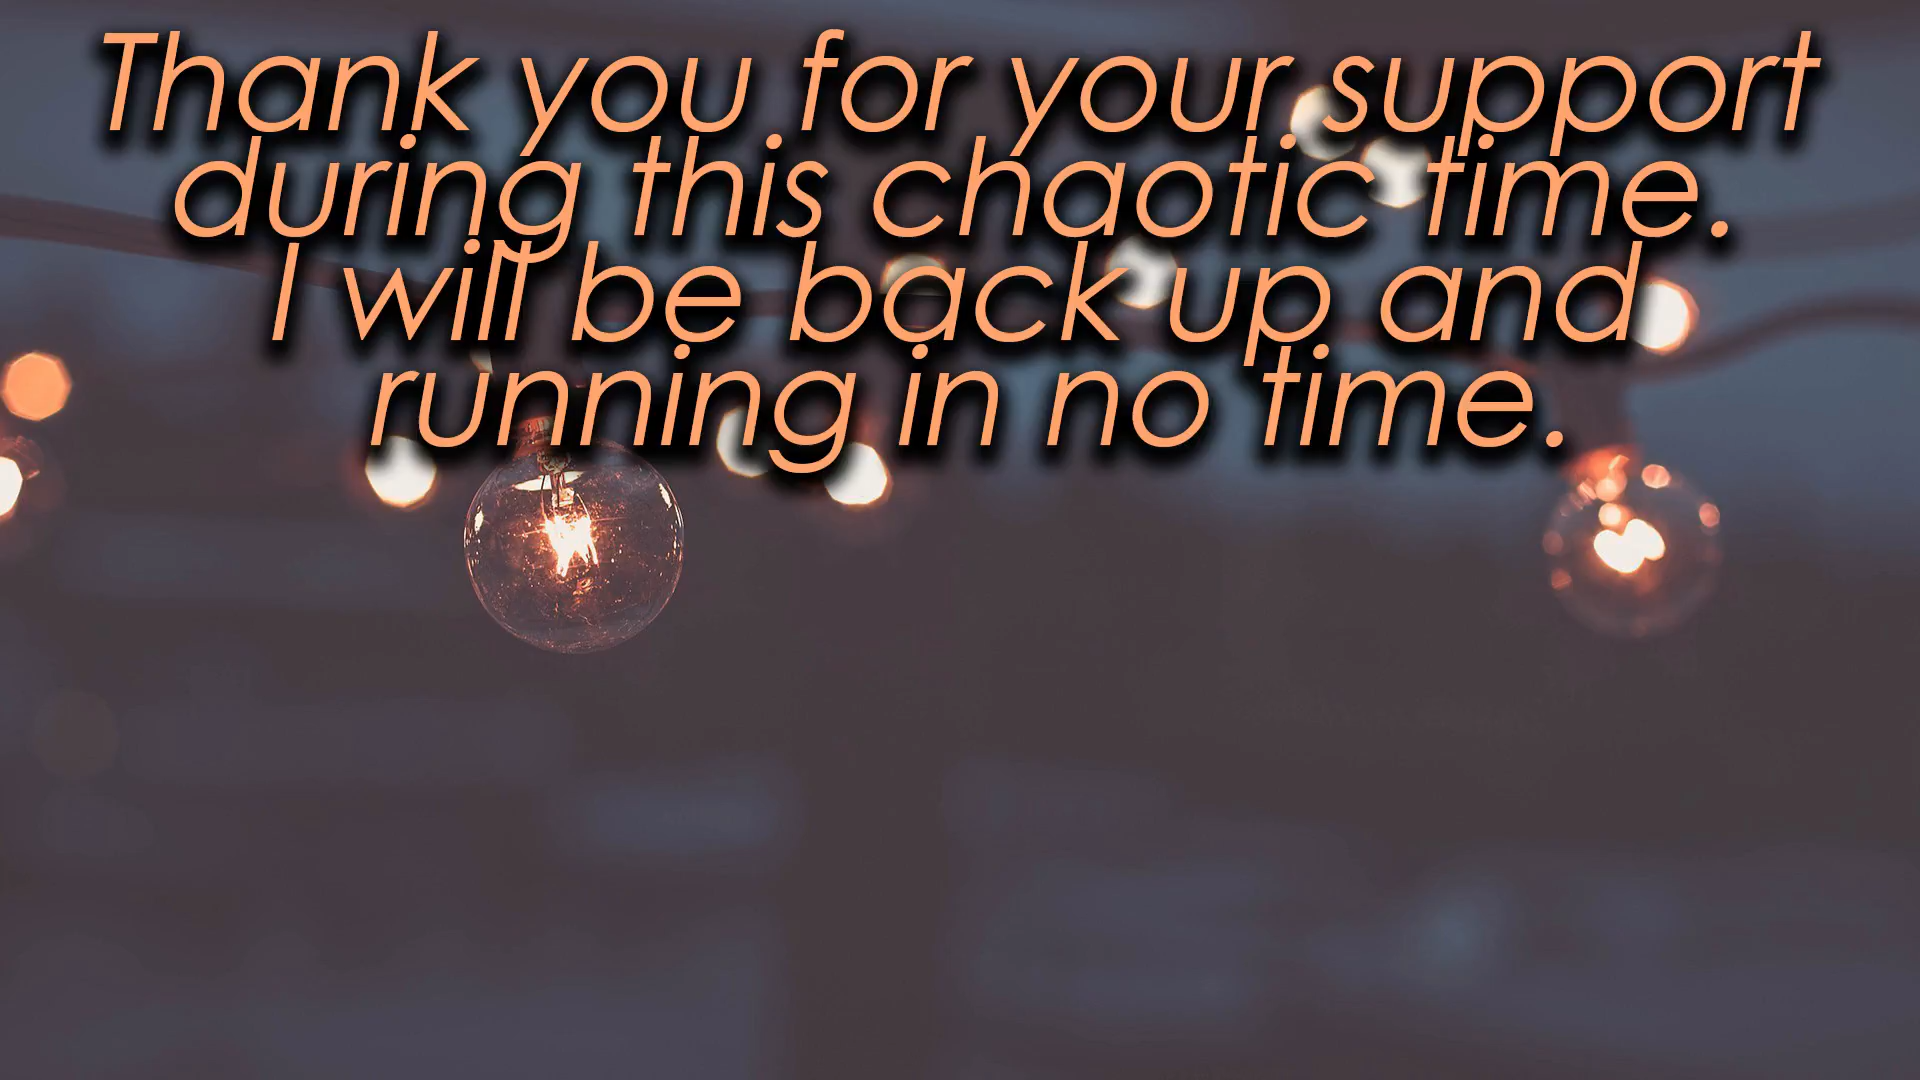 Thank you for your support
during this chaotic time.
I will be back up and
running in no time.